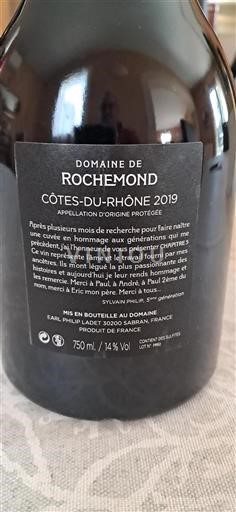 DOMAINE DE
ROCHEMOND
CÔTES-DU-RHÔNE 2019
APPELLATION D'ORIGINE PROTÉGÉE
Après plusieurs mois de recherche pour faire naître
une cuvée en hommage aux générations qui me
précèdent, j'ai l'honneur de vous présenter CHAPITRE 5
Ce vin représente par mes
ancêtres. Ils m'ont légué la plus passionnante des
histoires et aujourd'hui je leur rends hommage et
les remercie. Merci à Paul, à André, à Paul 2ème du
nom, merci à Eric mon père. Merci à tous...
SYLVAIN PHILIP, 5ème génération
MIS EN BOUTEILLE AU DOMAINE
EARL PHILIP LADET 30200 SABRAN, FRANCE
PRODUIT DE FRANCE
750 ml. / 14 % Vol
CONTIENT DES SULFITES